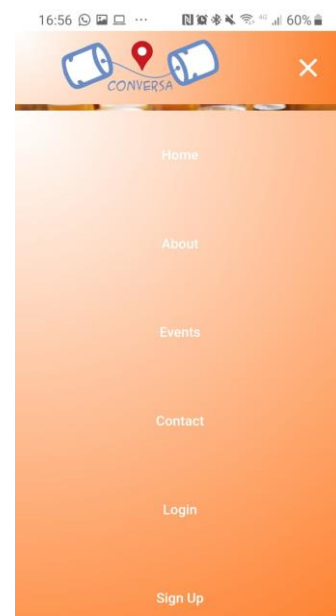 16:56 ... 60%
CONVERSA
Home
About
Events
Contact
Login
Sign Up